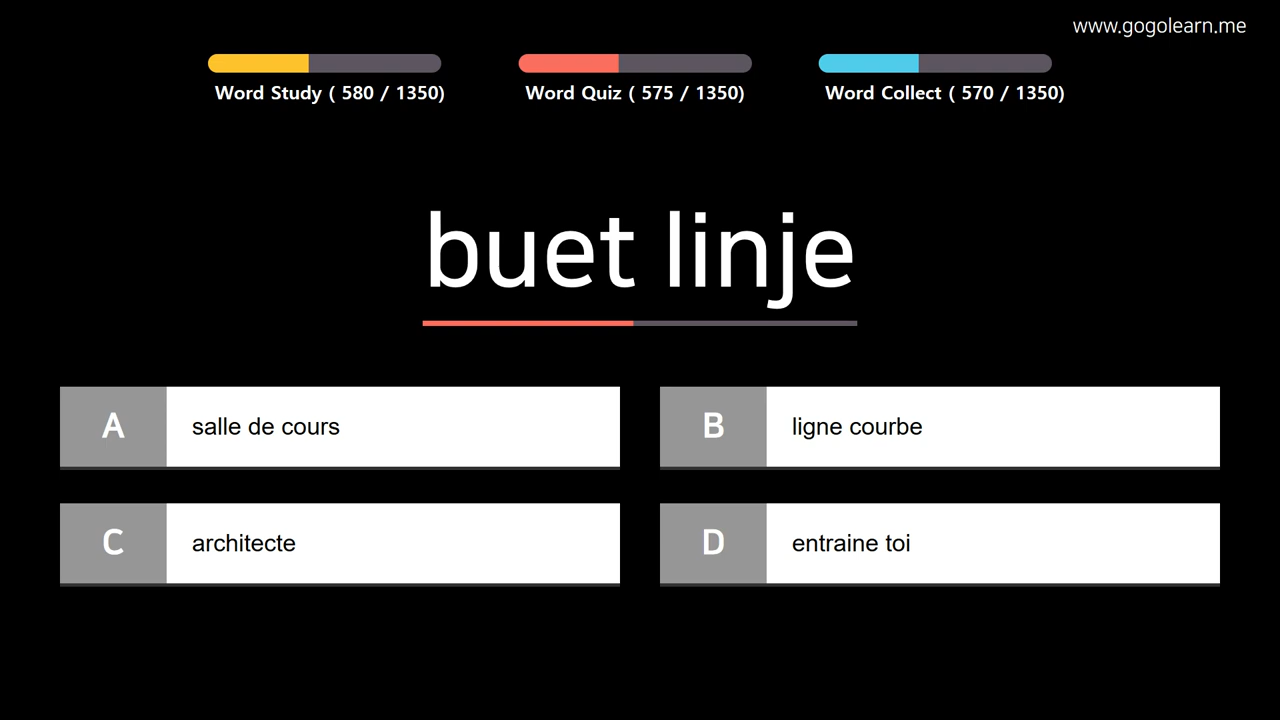 www.gogolearn.me
Word Study ( 580 / 1350)
Word Quiz ( 575 / 1350)
Word Collect ( 570 / 1350)
buet linje
A
salle de cours
B
ligne courbe
C
architecte
D
entraine toi